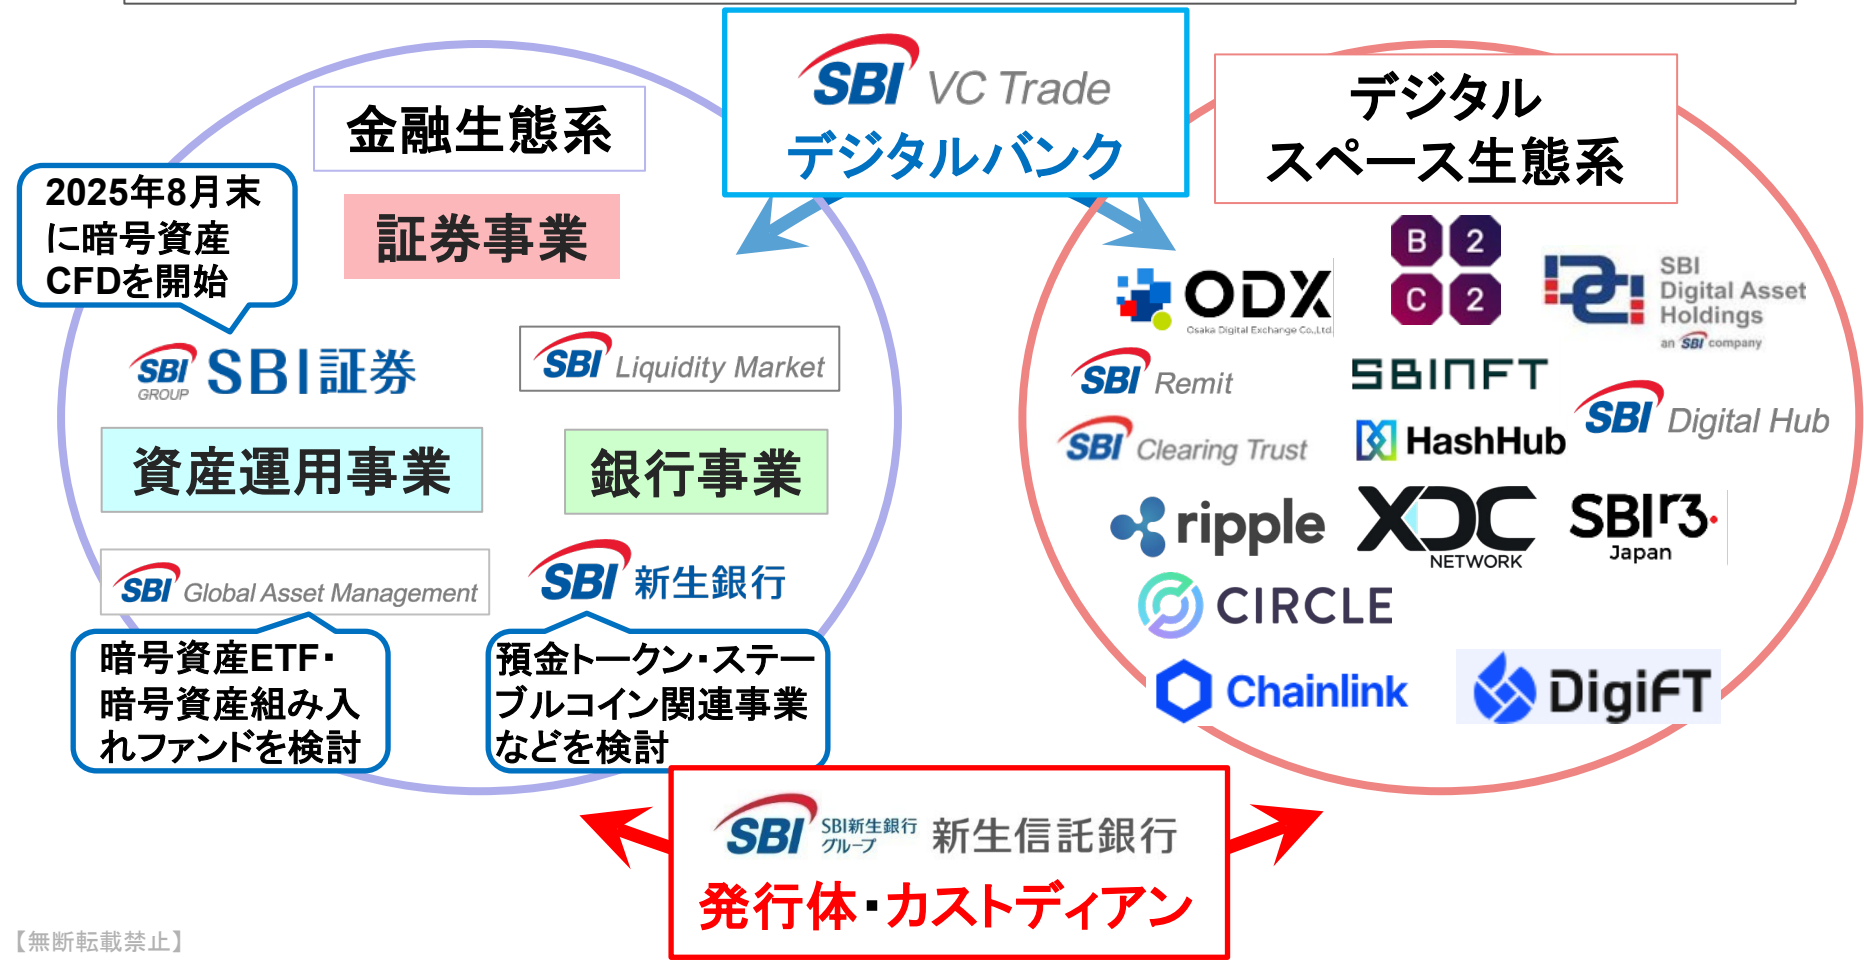 SBI VC Trade
デジタルバンク
金融生態系
証券事業
2025年8月末
に暗号資産
CFDを開始
SBI GROUP SBI証券
SBI Liquidity Market
資産運用事業
銀行事業
SBI Global Asset Management
SBI 新生銀行
暗号資産ETF・
暗号資産組み入
れファンドを検討
預金トークン・ステー
ブルコイン関連事業
などを検討
デジタル
スペース生態系
ODX
Osaka Digital Exchange Co.,Ltd.
B 2
C 2
SBI
Digital Asset
Holdings
an SBI company
SBI Remit
SBINFT
SBI Digital Hub
SBI Clearing Trust
HashHub
ripple
XDC
NETWORK
SBI r3
Japan
CIRCLE
Chainlink
DigiFT
SBI SBI新生銀行
グループ
新生信託銀行
発行体・カストディアン
【無断転載禁止】